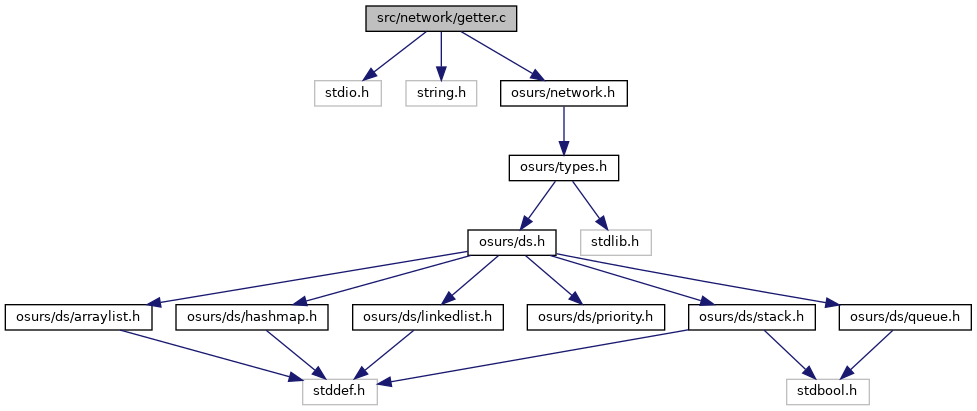 src/network/getter.c
stdio.h
string.h
osurs/network.h
osurs/types.h
osurs/ds.h
stdlib.h
osurs/ds/arraylist.h
osurs/ds/hashmap.h
osurs/ds/linkedlist.h
osurs/ds/priority.h
osurs/ds/stack.h
osurs/ds/queue.h
stddef.h
stdbool.h